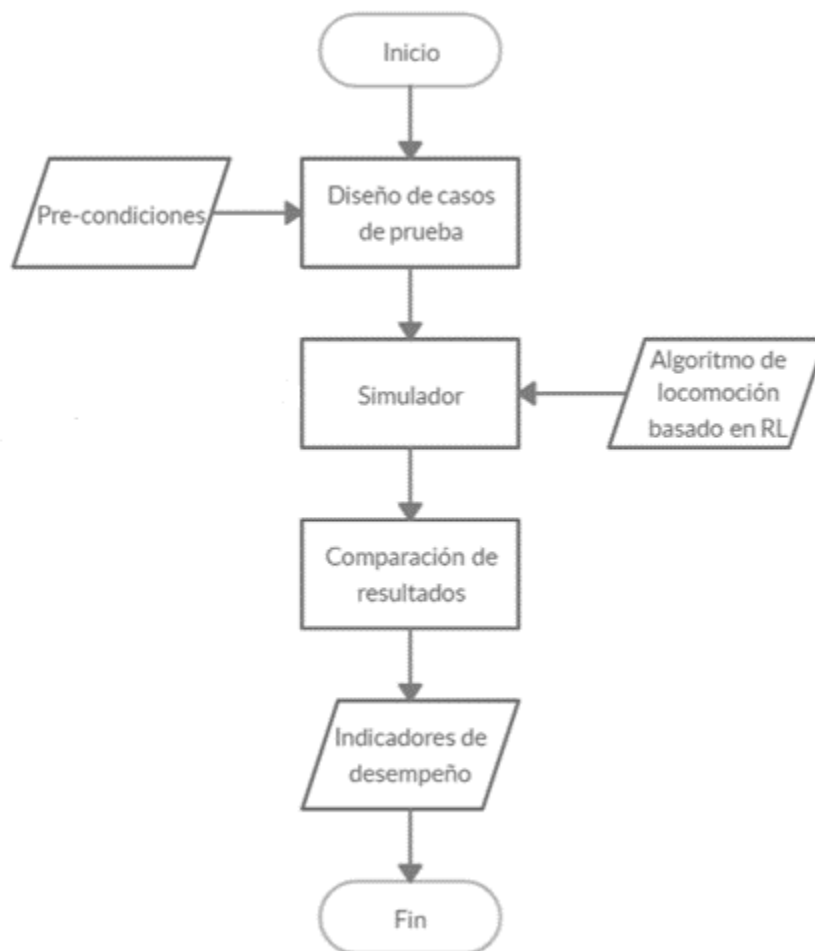 Inicio
Pre-condiciones
Diseño de casos
de prueba
Simulador
Algoritmo de
locomoción
basado en RL
Comparación de
resultados
Indicadores de
desempeño
Fin